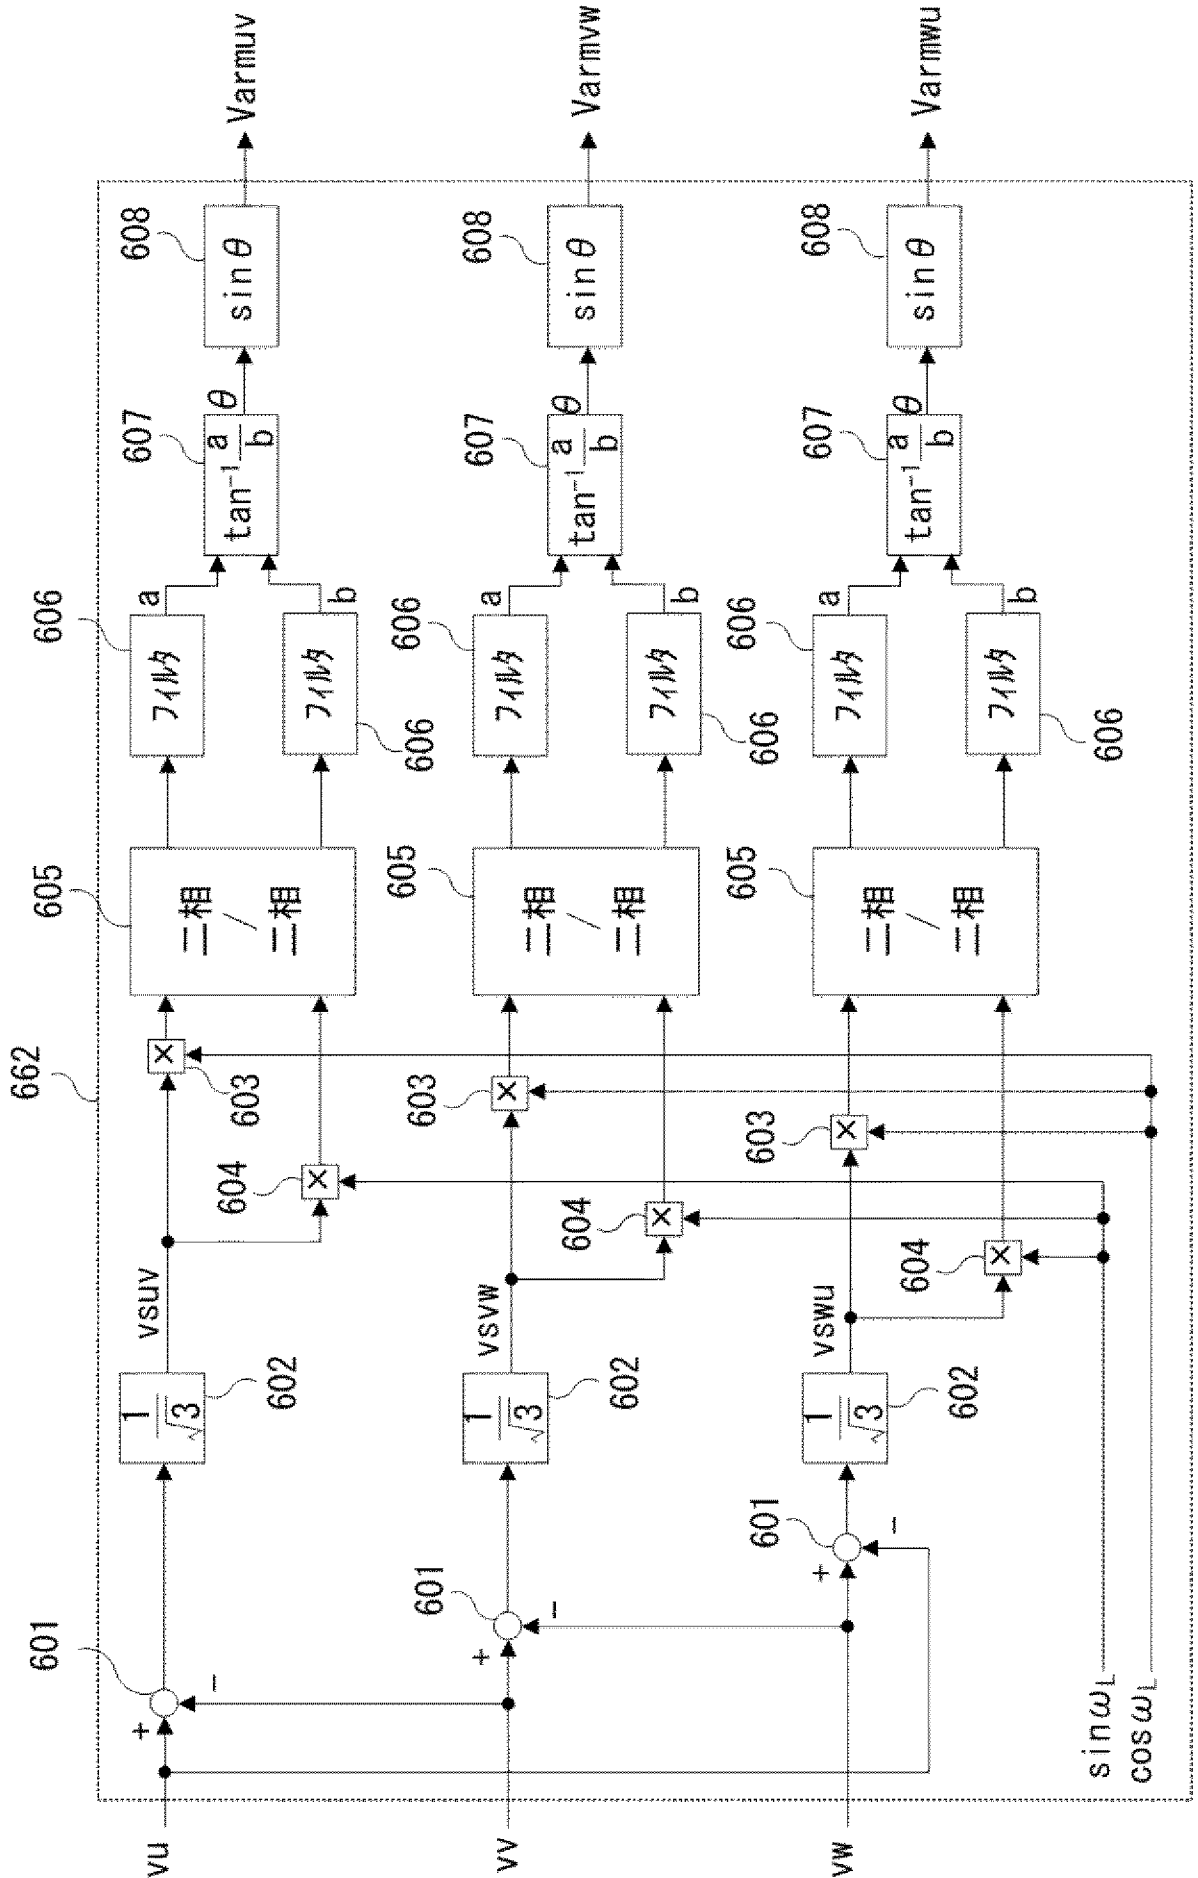 662
601
602
603
605
606
607
608
vu
+
−
1/√3
vsuv
×
604
×
二相
／
二相
フィルタ
a
フィルタ
b
606
tan⁻¹ a/b
θ
sinθ
Varmuv
601
602
603
605
606
607
608
vv
+
−
1/√3
vsvw
×
604
×
二相
／
二相
フィルタ
a
フィルタ
b
606
tan⁻¹ a/b
θ
sinθ
Varmvw
601
602
603
605
606
607
608
vw
+
−
1/√3
vswu
×
604
×
二相
／
二相
フィルタ
a
フィルタ
b
606
tan⁻¹ a/b
θ
sinθ
Varmwu
sinωL
cosωL